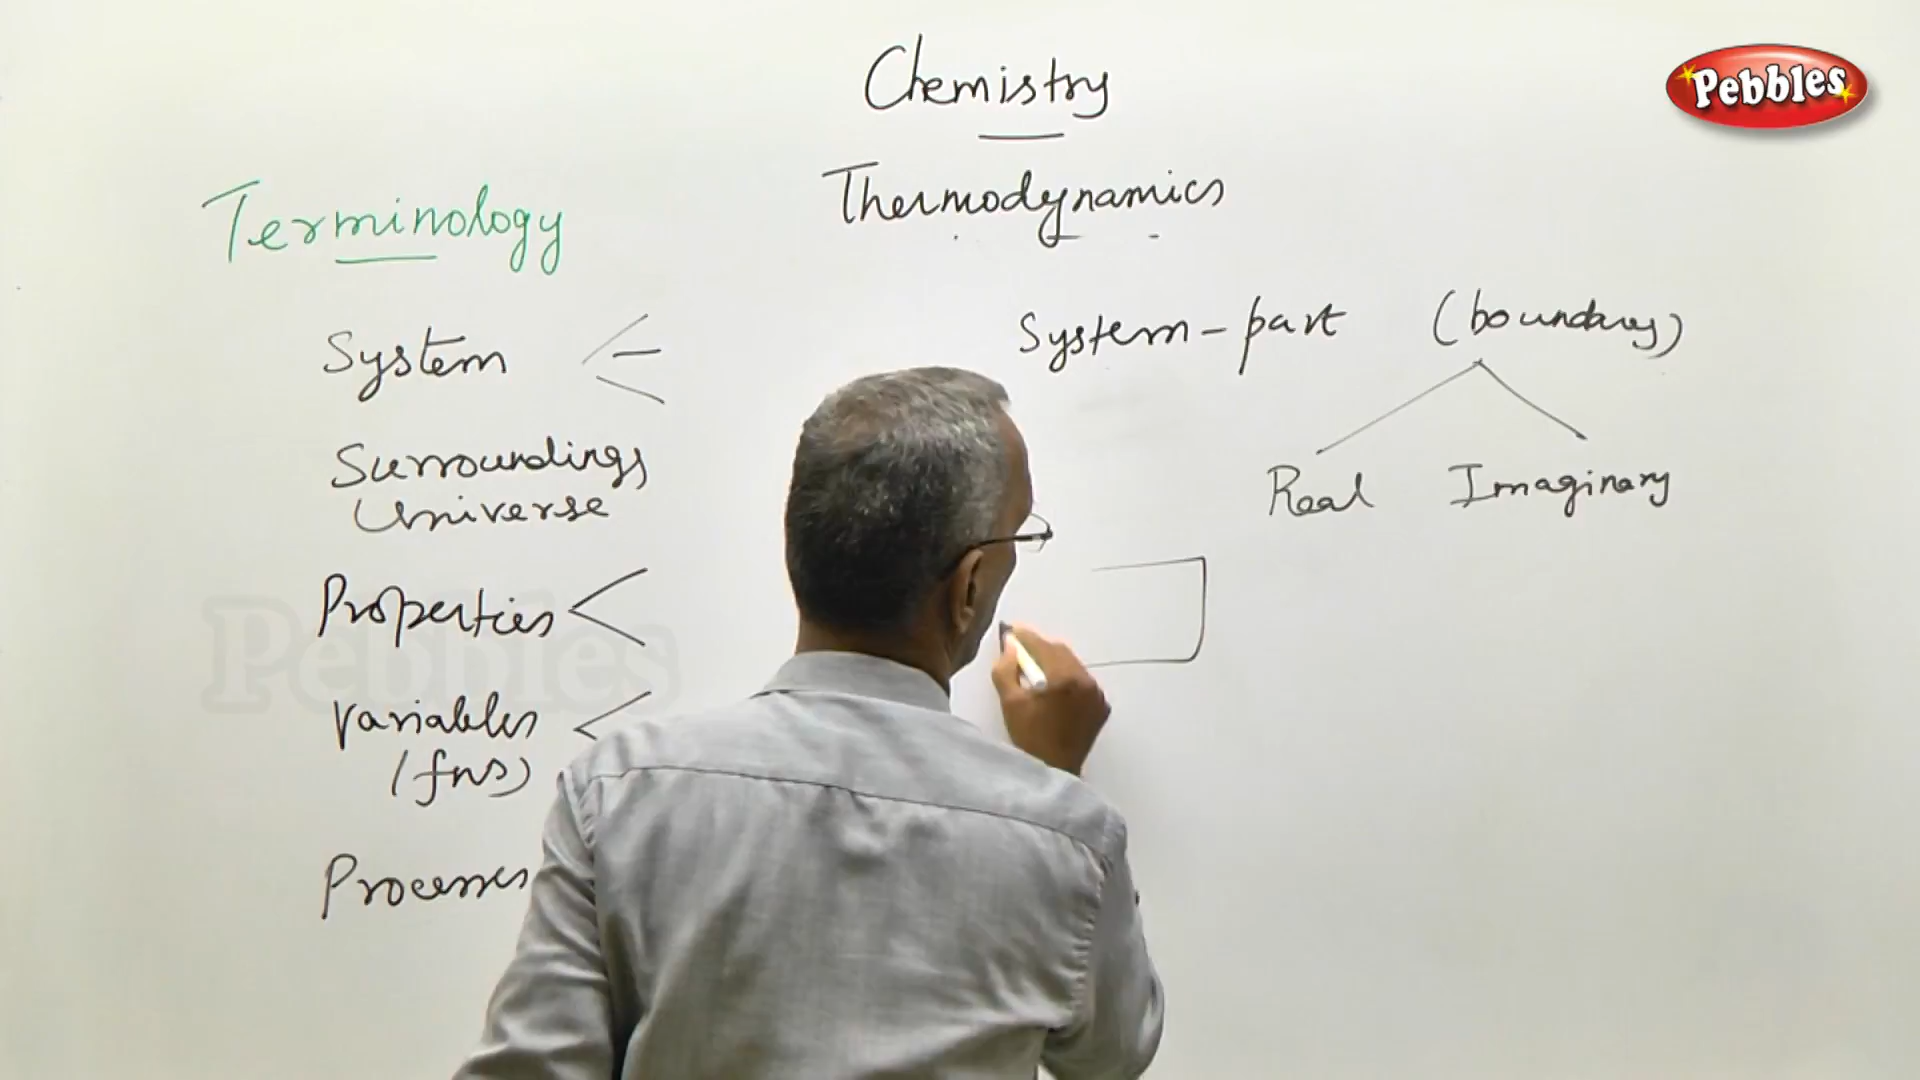 Chemistry
Pebbles
Thermodynamics
Terminology
System
Surroundings
Universe
Properties
Variables
(fns)
Processes
System - part (boundary)
Real Imaginary
Pebbles